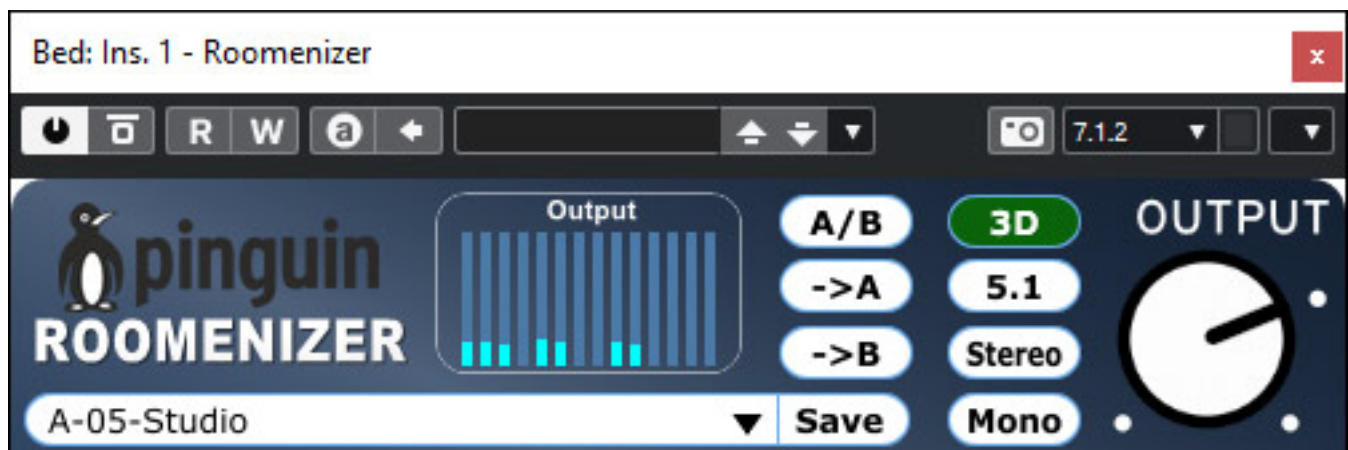 Bed: Ins. 1 - Roomenizer
x
R W a
7.1.2
pinguin
ROOMENIZER
Output
A/B
->A
->B
3D
5.1
Stereo
OUTPUT
A-05-Studio
Save
Mono